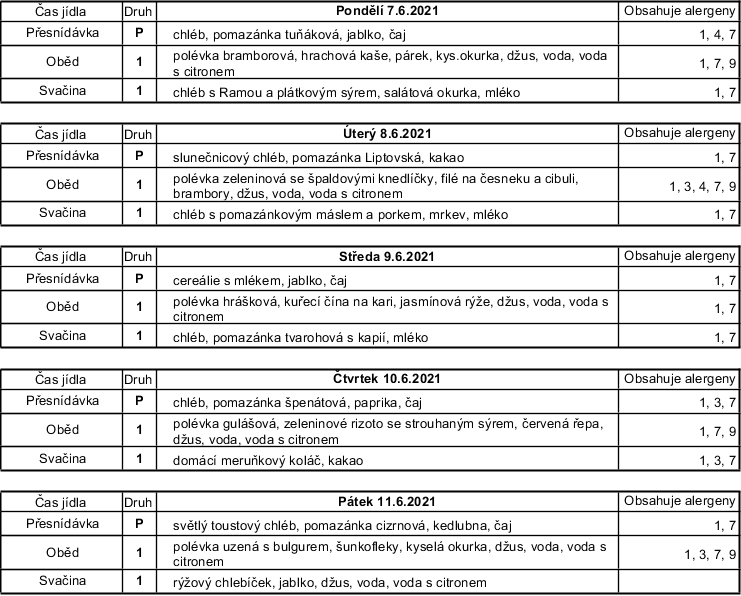 Čas jídla Druh Pondělí 7.6.2021 Obsahuje alergeny
Přesnídávka P chléb, pomazánka tuňáková, jablko, čaj 1, 4, 7
Oběd 1 polévka bramborová, hrachová kaše, párek, kys.okurka, džus, voda, voda
s citronem 1, 7, 9
Svačina 1 chléb s Ramou a plátkovým sýrem, salátová okurka, mléko 1, 7
Čas jídla Druh Úterý 8.6.2021 Obsahuje alergeny
Přesnídávka P slunečnicový chléb, pomazánka Liptovská, kakao 1, 7
Oběd 1 polévka zeleninová se špaldovými knedlíčky, filé na česneku a cibuli,
brambory, džus, voda, voda s citronem 1, 3, 4, 7, 9
Svačina 1 chléb s pomazánkovým máslem a porkem, mrkev, mléko 1, 7
Čas jídla Druh Středa 9.6.2021 Obsahuje alergeny
Přesnídávka P cereálie s mlékem, jablko, čaj 1, 7
Oběd 1 polévka hrášková, kuřecí čína na kari, jasmínová rýže, džus, voda, voda s
citronem 1, 7
Svačina 1 chléb, pomazánka tvarohová s kapií, mléko 1, 7
Čas jídla Druh Čtvrtek 10.6.2021 Obsahuje alergeny
Přesnídávka P chléb, pomazánka špenátová, paprika, čaj 1, 3, 7
Oběd 1 polévka gulášová, zeleninové rizoto se strouhaným sýrem, červená řepa,
džus, voda, voda s citronem 1, 7, 9
Svačina 1 domácí meruňkový koláč, kakao 1, 3, 7
Čas jídla Druh Pátek 11.6.2021 Obsahuje alergeny
Přesnídávka P světlý toustový chléb, pomazánka cizrnová, kedlubna, čaj 1, 7
Oběd 1 polévka uzená s bulgurem, šunkofleky, kyselá okurka, džus, voda, voda s
citronem 1, 3, 7, 9
Svačina 1 rýžový chlebíček, jablko, džus, voda, voda s citronem